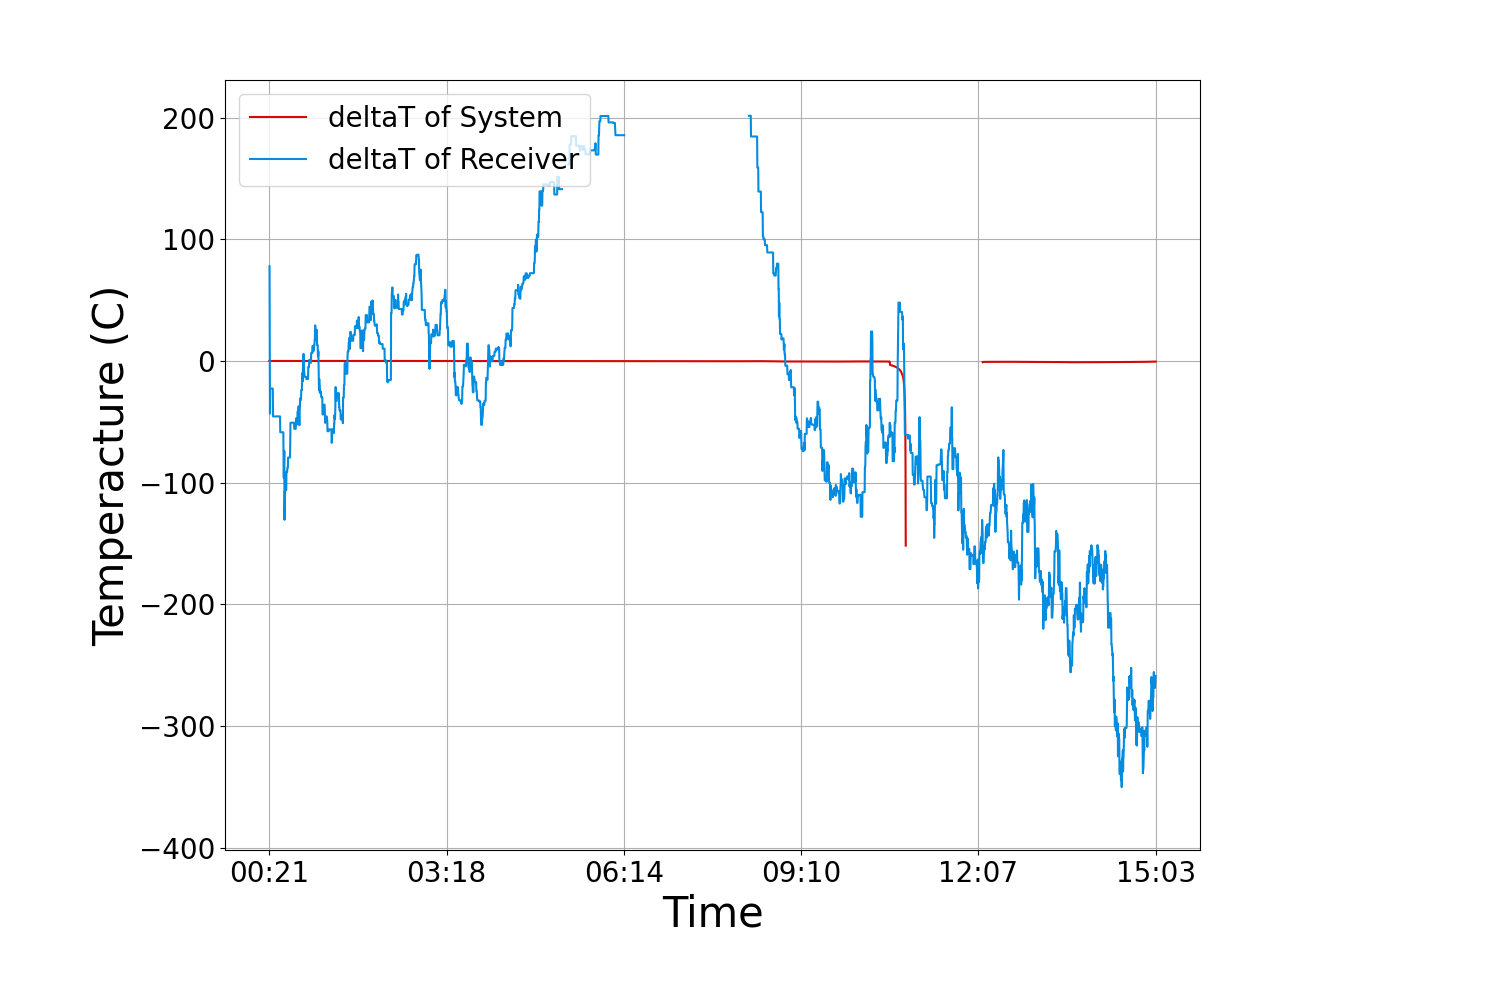 deltaT of System
deltaT of Receiver
200
100
0
−100
−200
−300
−400
Temperacture (C)
00:21 03:18 06:14 09:10 12:07 15:03
Time